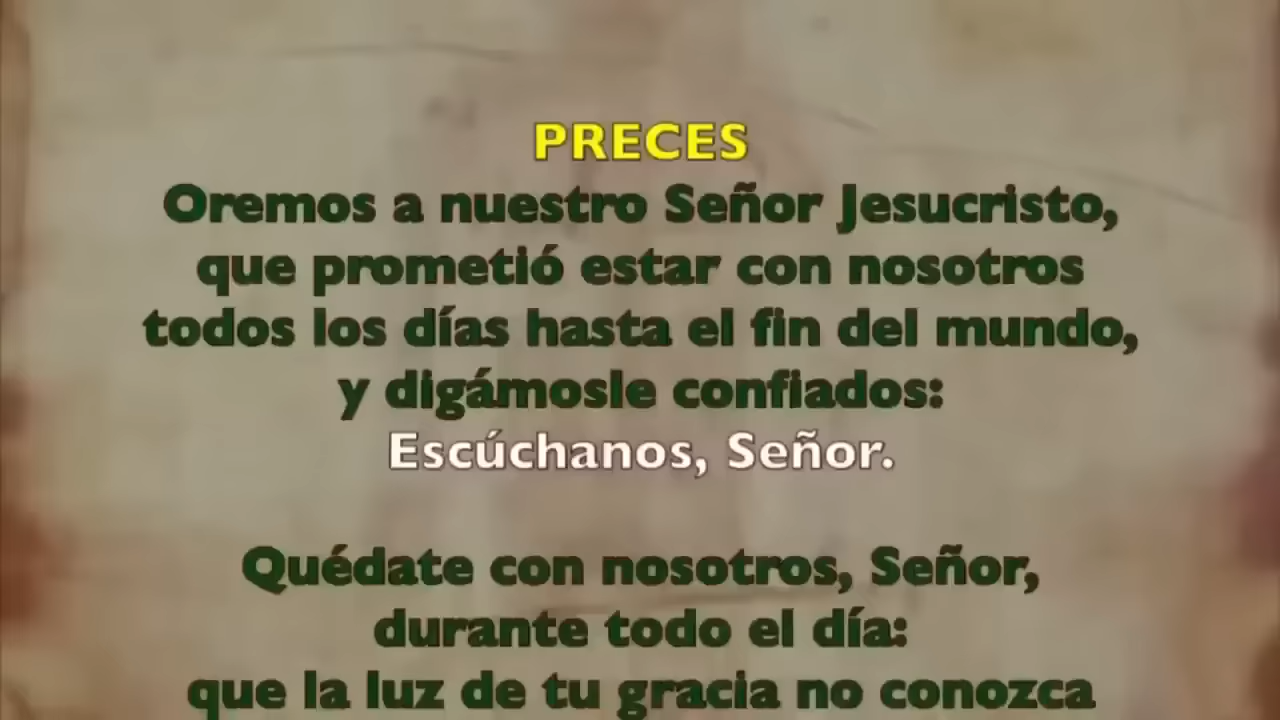 PRECES
Oremos a nuestro Señor Jesucristo,
que prometió estar con nosotros
todos los días hasta el fin del mundo,
y digámosle confiados:
Escúchanos, Señor.
Quédate con nosotros, Señor,
durante todo el día:
que la luz de tu gracia no conozca